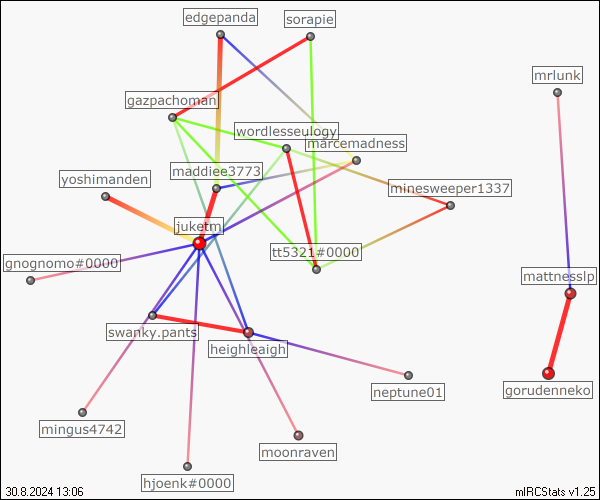 edgepanda
sorapie
mrlunk
gazpachoman
wordlesseulogy
marcemadness
maddiee3773
yoshimanden
minesweeper1337
juketm
tt5321#0000
gnognomo#0000
mattnesslp
swanky.pants
heighleaigh
neptune01
gorudenneko
mingus4742
moonraven
hjoenk#0000
30.8.2024 13:06
mIRCStats v1.25